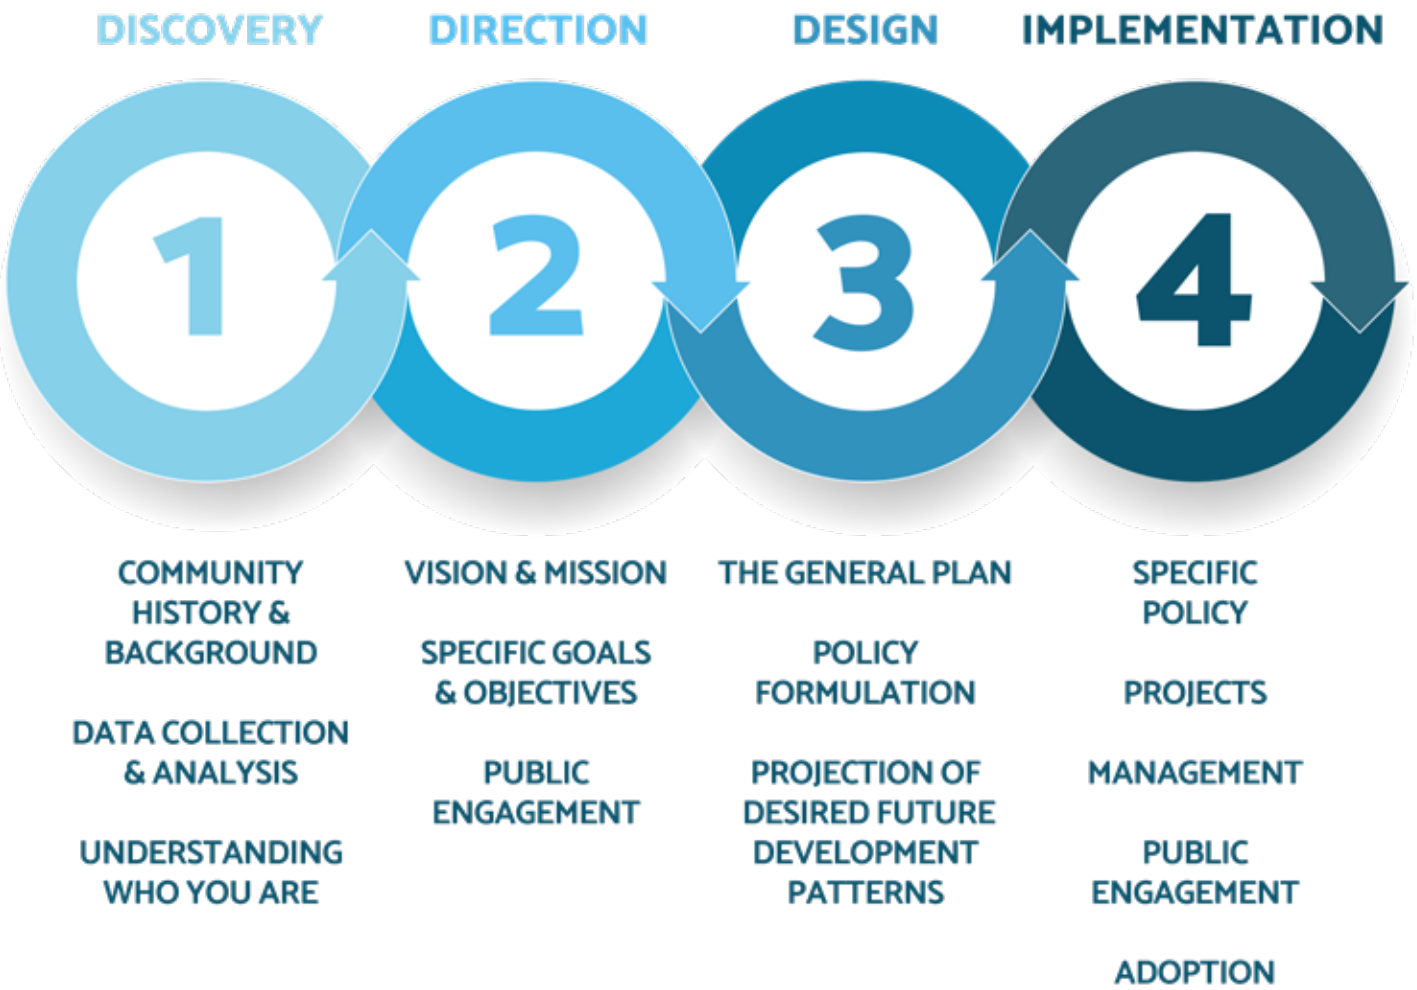 DISCOVERY
DIRECTION
DESIGN
IMPLEMENTATION
1
2
3
4
COMMUNITY
HISTORY &
BACKGROUND
DATA COLLECTION
& ANALYSIS
UNDERSTANDING
WHO YOU ARE
VISION & MISSION
SPECIFIC GOALS
& OBJECTIVES
PUBLIC
ENGAGEMENT
THE GENERAL PLAN
POLICY
FORMULATION
PROJECTION OF
DESIRED FUTURE
DEVELOPMENT
PATTERNS
SPECIFIC
POLICY
PROJECTS
MANAGEMENT
PUBLIC
ENGAGEMENT
ADOPTION